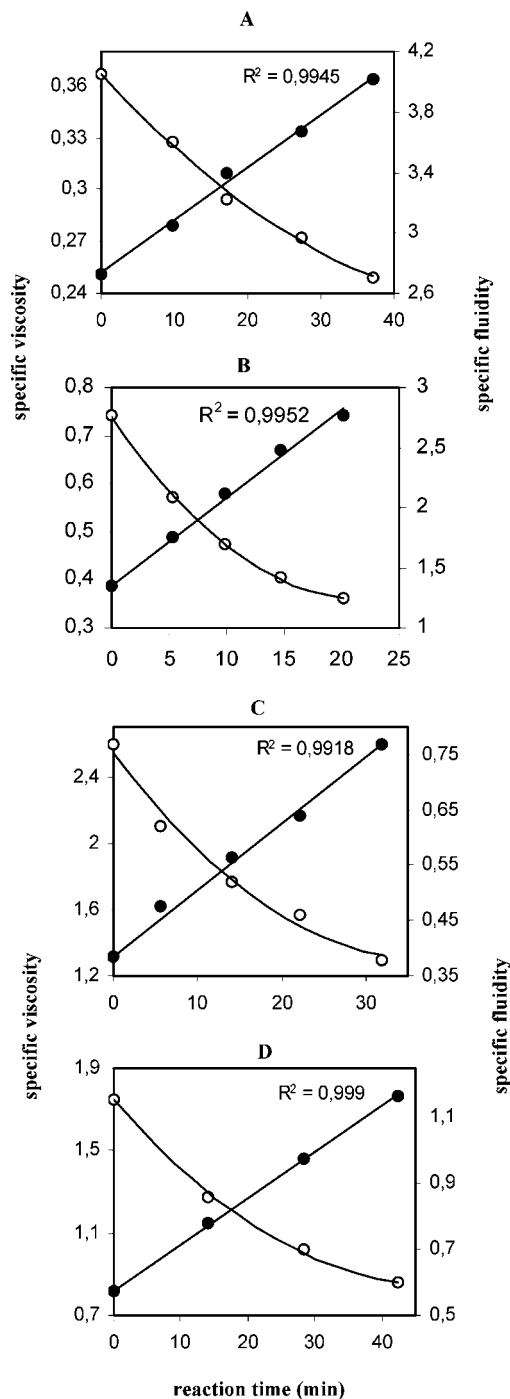 A
4,2
0,36
R² = 0,9945
3,8
0,33
3,4
0,3
3
0,27
0,24
2,6
0 10 20 30 40
specific viscosity
specific fluidity
B
0,8
3
R² = 0,9952
0,7
2,5
0,6
2
0,5
1,5
0,4
0,3
1
0 5 10 15 20 25
C
R² = 0,9918
0,75
2,4
0,65
2
0,55
1,6
0,45
1,2
0,35
0 10 20 30
specific viscosity
specific fluidity
D
1,9
R² = 0,999
1,1
1,5
0,9
1,1
0,7
0,7
0,5
0 10 20 30 40
reaction time (min)